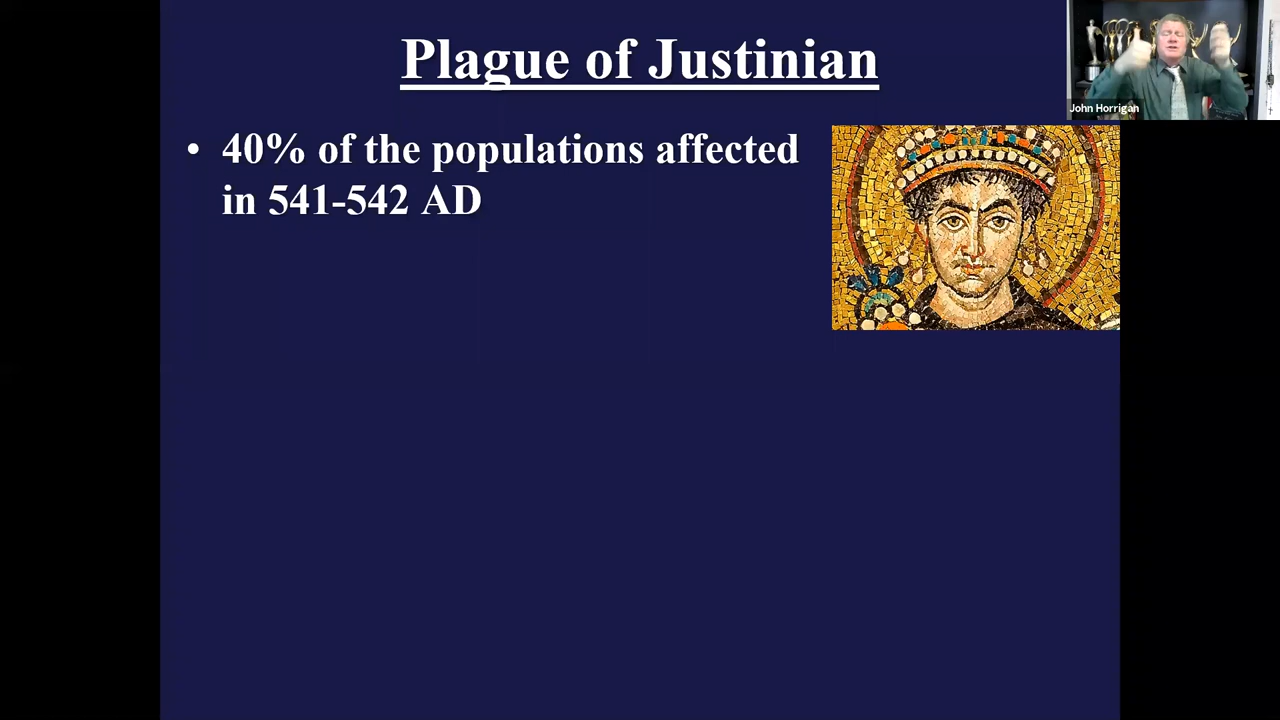 Plague of Justinian
John Horrigan
• 40% of the populations affected
in 541-542 AD